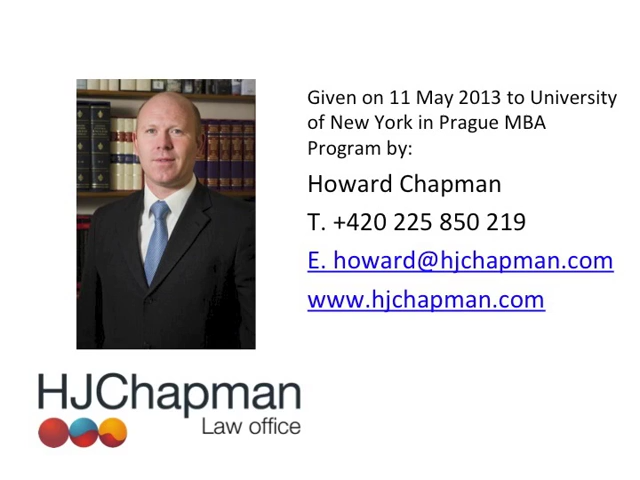 Given on 11 May 2013 to University
of New York in Prague MBA
Program by:
Howard Chapman
T. +420 225 850 219
E. howard@hjchapman.com
www.hjchapman.com
HJChapman
Law office